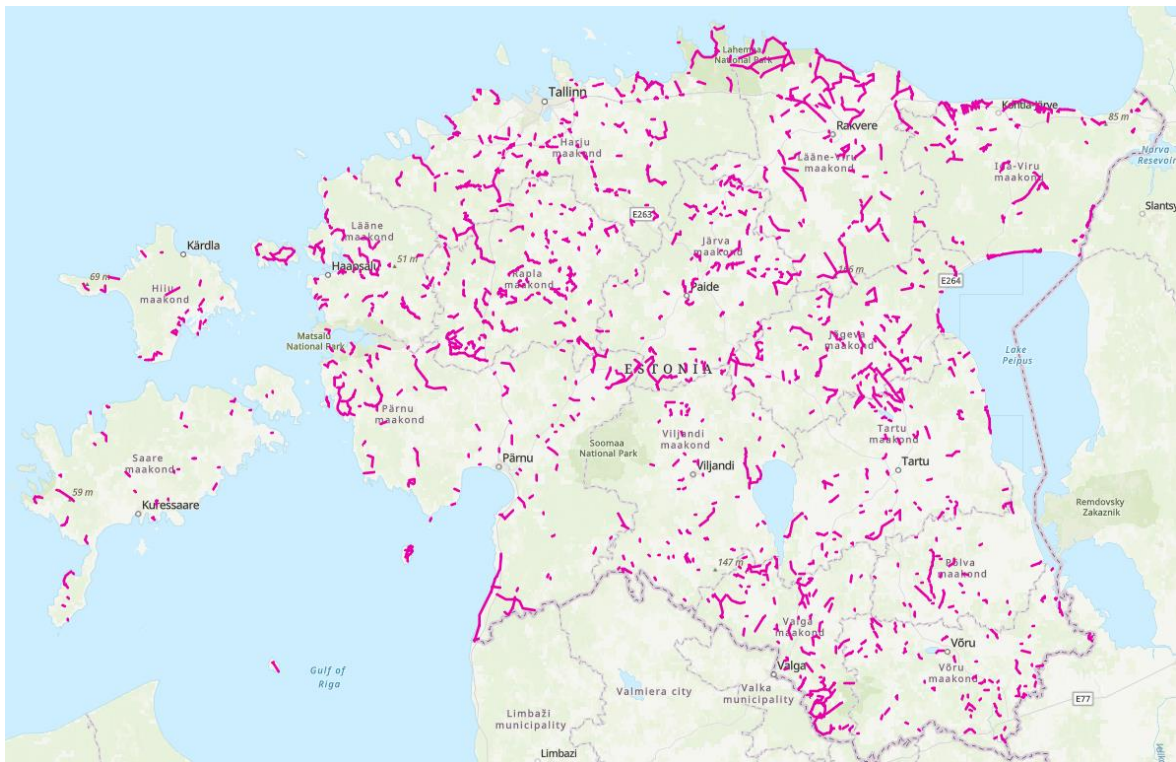 Lahemaa
National Park
Tallinn
Kohtla-Järve
85 m
Rakvere
Harju
maakond
Lääne-Viru
maakond
Ida-Viru
maakond
Narva
Slantsy
E263
Lääne
maakond
51 m
Kärdla
Haapsalu
Järva
maakond
69 m
Hiiu
maakond
Rapla
maakond
Paide
E264
Matsalu
National Park
Jõgeva
maakond
Lake
Peipus
ESTONIA
Pärnu
maakond
Soomaa
National Park
Viljandi
maakond
Tartu
maakond
Saare
maakond
Pärnu
Viljandi
Tartu
59 m
Kuressaare
Remdovsky
Zakaznik
147 m
Põlva
maakond
Valga
maakond
Võru
Gulf of
Riga
Valga
Võru
maakond
Valmiera city
Valka
municipality
E77
Limbaži
municipality
Limbazi